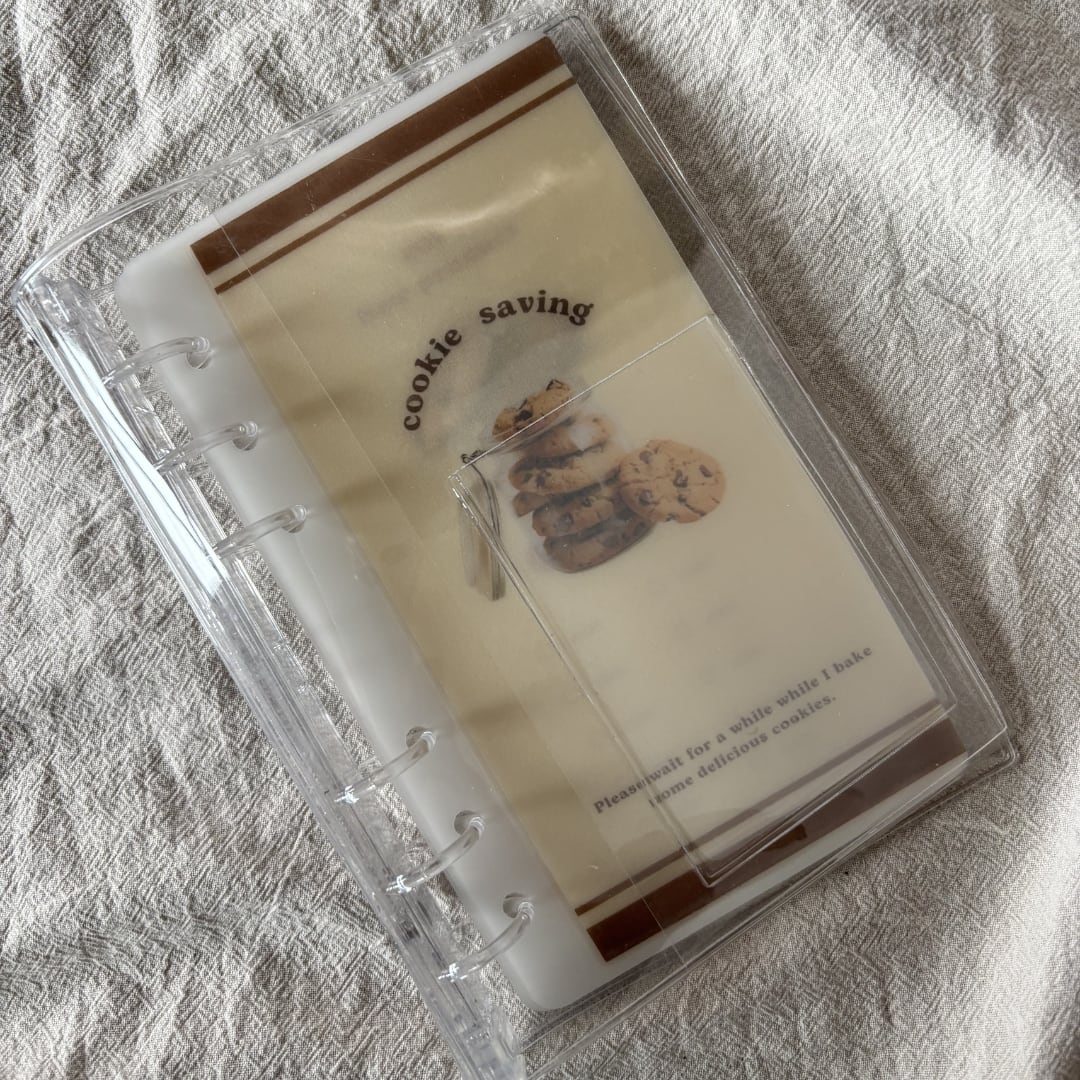 cookie saving
Please wait for a while while I bake
some delicious cookies.